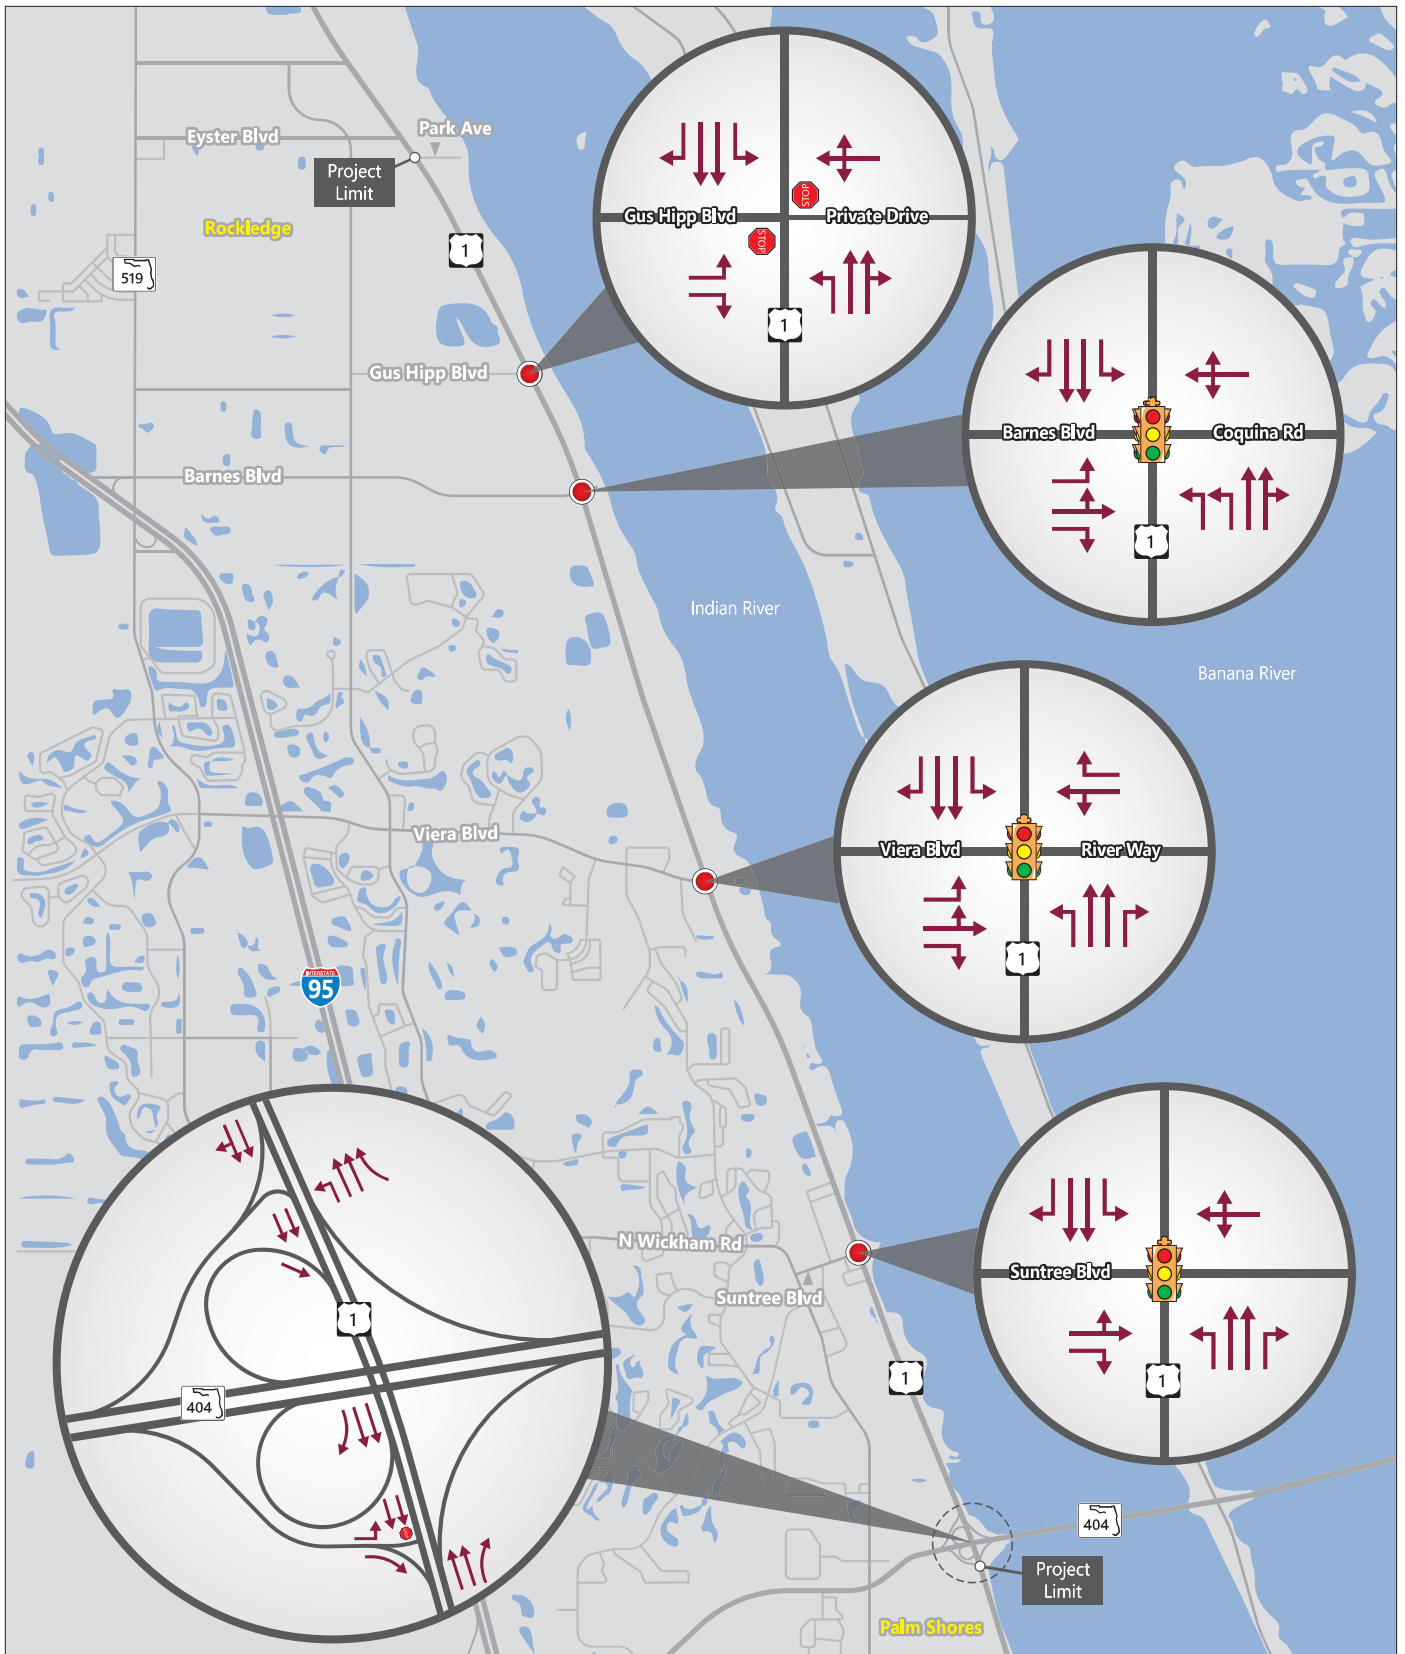 Park Ave
Eyster Blvd
Project
Limit
Rockledge
1
519
STOP
Gus Hipp Blvd
Private Drive
STOP
1
Gus Hipp Blvd
Barnes Blvd
Coquina Rd
1
Barnes Blvd
Indian River
Banana River
Viera Blvd
Viera Blvd
River Way
1
INTERSTATE
95
N Wickham Rd
Suntree Blvd
Suntree Blvd
1
1
1
404
404
Project
Limit
Palm Shores